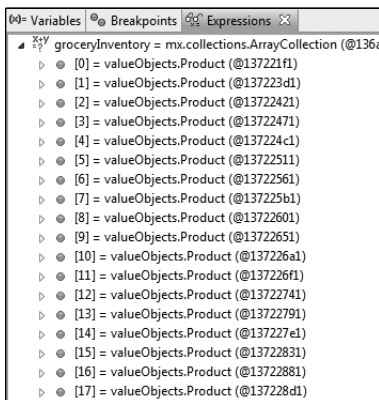 (x)= Variables Breakpoints Expressions
x+y =? groceryInventory = mx.collections.ArrayCollection (@136a
[0] = valueObjects.Product (@137221f1)
[1] = valueObjects.Product (@137223d1)
[2] = valueObjects.Product (@13722421)
[3] = valueObjects.Product (@13722471)
[4] = valueObjects.Product (@137224c1)
[5] = valueObjects.Product (@13722511)
[6] = valueObjects.Product (@13722561)
[7] = valueObjects.Product (@137225b1)
[8] = valueObjects.Product (@13722601)
[9] = valueObjects.Product (@13722651)
[10] = valueObjects.Product (@137226a1)
[11] = valueObjects.Product (@137226f1)
[12] = valueObjects.Product (@13722741)
[13] = valueObjects.Product (@13722791)
[14] = valueObjects.Product (@137227e1)
[15] = valueObjects.Product (@13722831)
[16] = valueObjects.Product (@13722881)
[17] = valueObjects.Product (@137228d1)